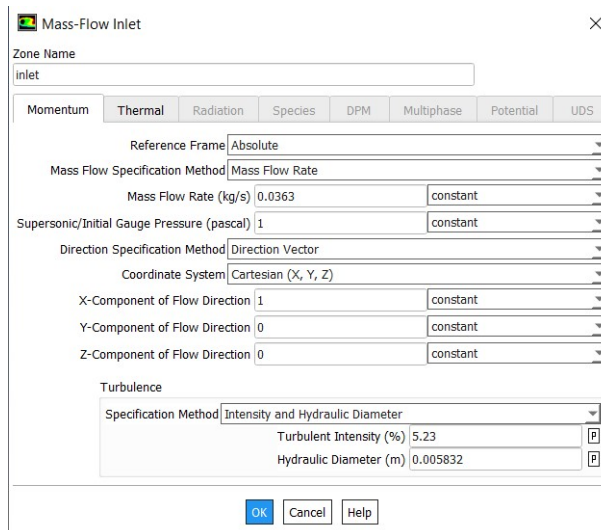 Mass-Flow Inlet
Zone Name
inlet
Momentum Thermal Radiation Species DPM Multiphase Potential UDS
Reference Frame Absolute
Mass Flow Specification Method Mass Flow Rate
Mass Flow Rate (kg/s) 0.0363 constant
Supersonic/Initial Gauge Pressure (pascal) 1 constant
Direction Specification Method Direction Vector
Coordinate System Cartesian (X, Y, Z)
X-Component of Flow Direction 1 constant
Y-Component of Flow Direction 0 constant
Z-Component of Flow Direction 0 constant
Turbulence
Specification Method Intensity and Hydraulic Diameter
Turbulent Intensity (%) 5.23 P
Hydraulic Diameter (m) 0.005832 P
OK Cancel Help